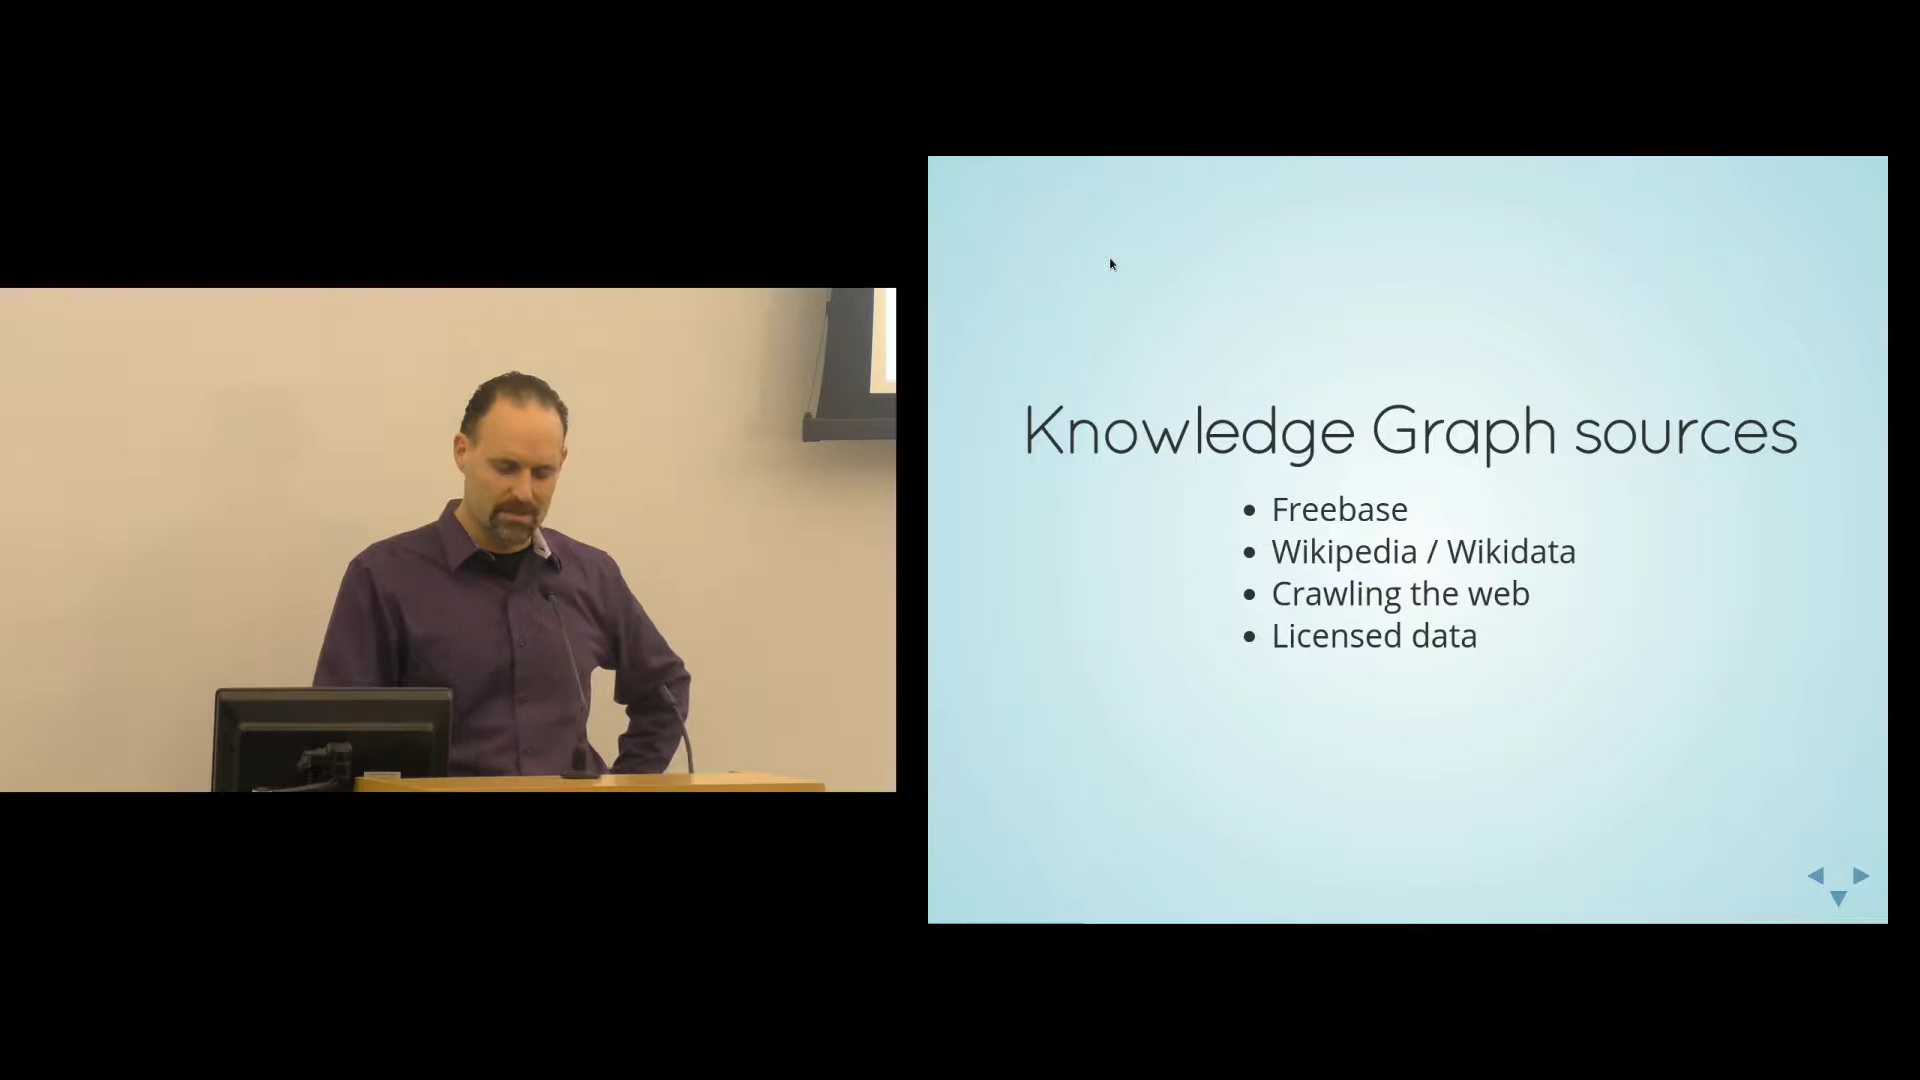 Knowledge Graph sources
Freebase
Wikipedia / Wikidata
Crawling the web
Licensed data